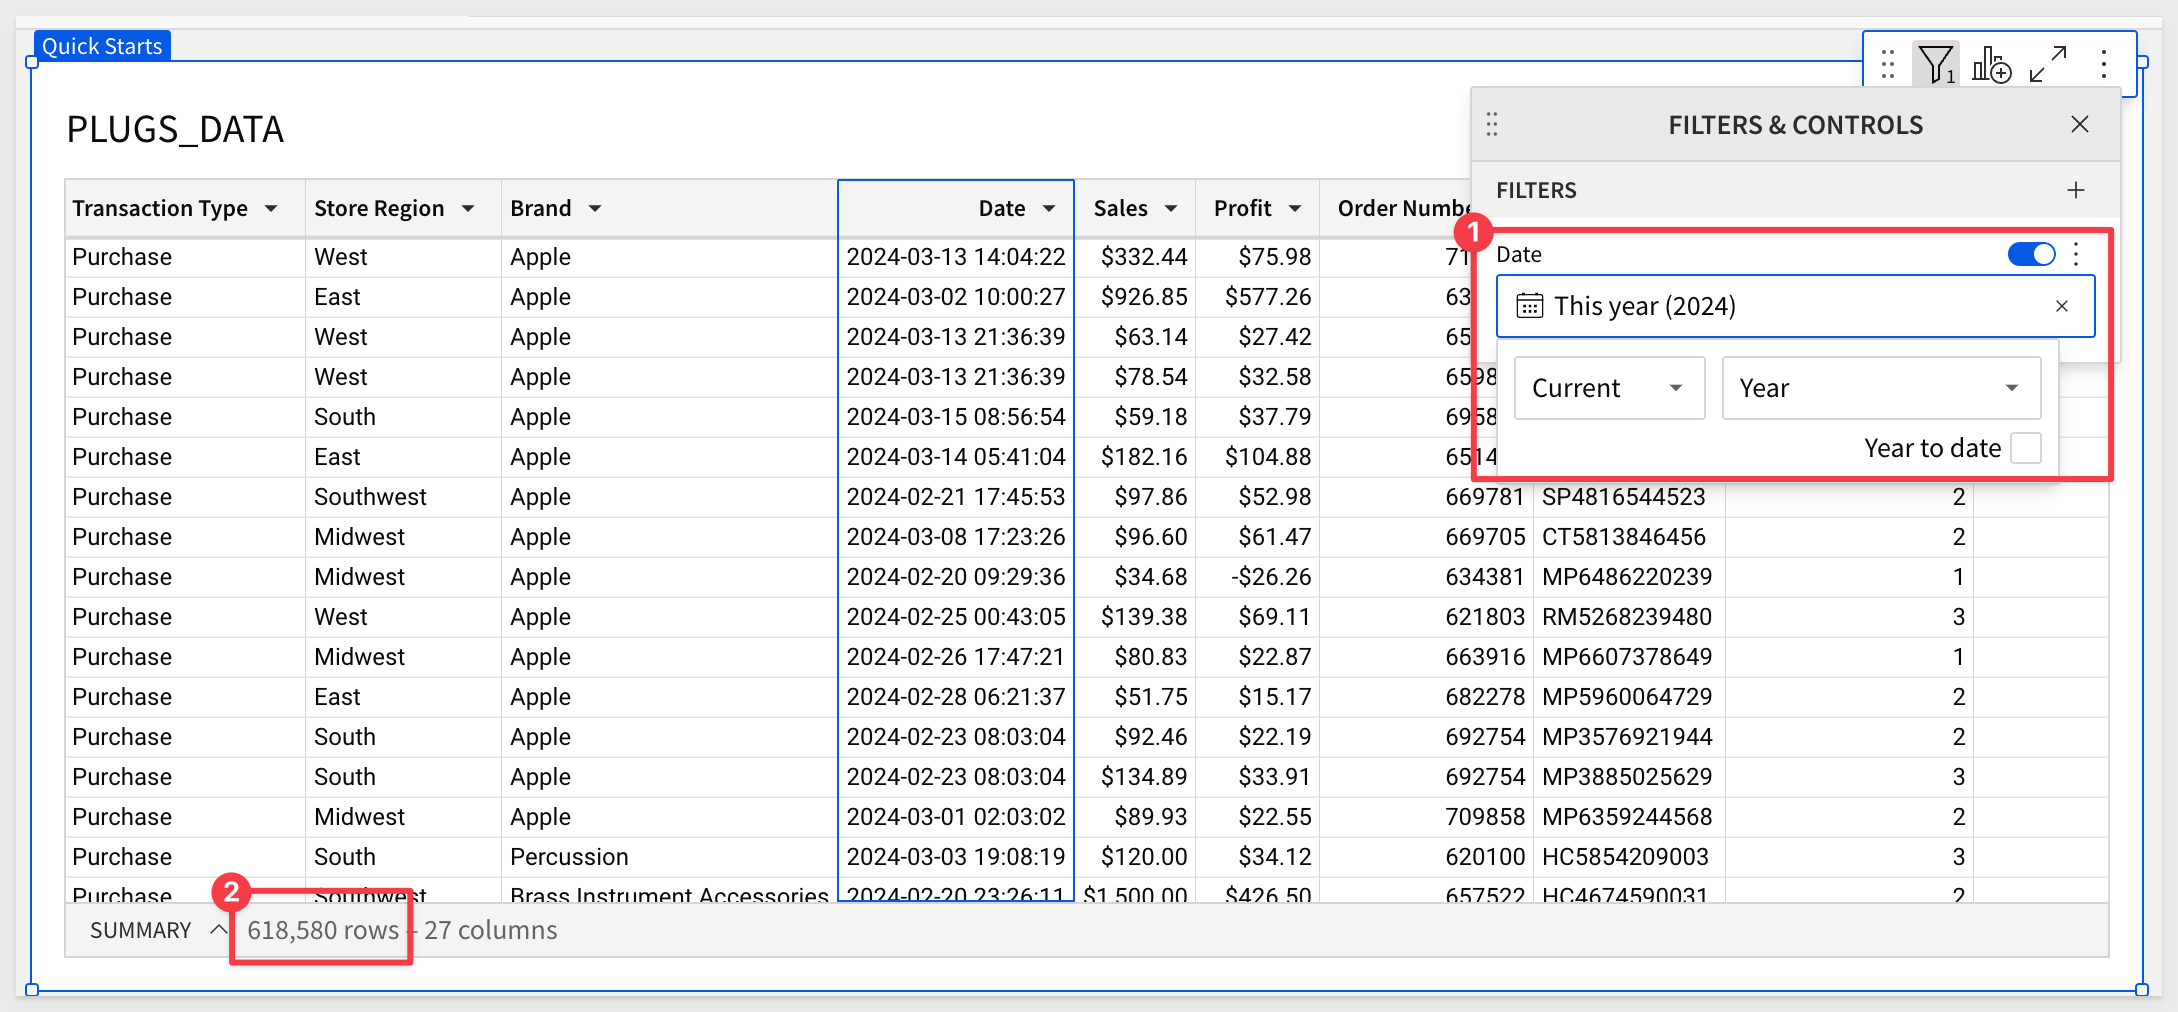 Quick Starts
1
PLUGS_DATA
FILTERS & CONTROLS
FILTERS
1
Date
This year (2024)
Current
Year
Year to date
Transaction Type Store Region Brand Date Sales Profit
Purchase West Apple 2024-03-13 14:04:22 $332.44 $75.98
Purchase East Apple 2024-03-02 10:00:27 $926.85 $577.26
Purchase West Apple 2024-03-13 21:36:39 $63.14 $27.42
Purchase West Apple 2024-03-13 21:36:39 $78.54 $32.58
Purchase South Apple 2024-03-15 08:56:54 $59.18 $37.79
Purchase East Apple 2024-03-14 05:41:04 $182.16 $104.88
Purchase Southwest Apple 2024-02-21 17:45:53 $97.86 $52.98 669781 SP4816544523 2
Purchase Midwest Apple 2024-03-08 17:23:26 $96.60 $61.47 669705 CT5813846456 2
Purchase Midwest Apple 2024-02-20 09:29:36 $34.68 -$26.26 634381 MP6486220239 1
Purchase West Apple 2024-02-25 00:43:05 $139.38 $69.11 621803 RM5268239480 3
Purchase Midwest Apple 2024-02-26 17:47:21 $80.83 $22.87 663916 MP6607378649 1
Purchase East Apple 2024-02-28 06:21:37 $51.75 $15.17 682278 MP5960064729 2
Purchase South Apple 2024-02-23 08:03:04 $92.46 $22.19 692754 MP3576921944 2
Purchase South Apple 2024-02-23 08:03:04 $134.89 $33.91 692754 MP3885025629 3
Purchase Midwest Apple 2024-03-01 02:03:02 $89.93 $22.55 709858 MP6359244568 2
Purchase South Percussion 2024-03-03 19:08:19 $120.00 $34.12 620100 HC5854209003 3
Purchase Southwest Brass Instrument Accessories 2024-02-20 23:26:11 $1,500.00 $426.50 657522 HC4674590031 2
2
SUMMARY 618,580 rows - 27 columns